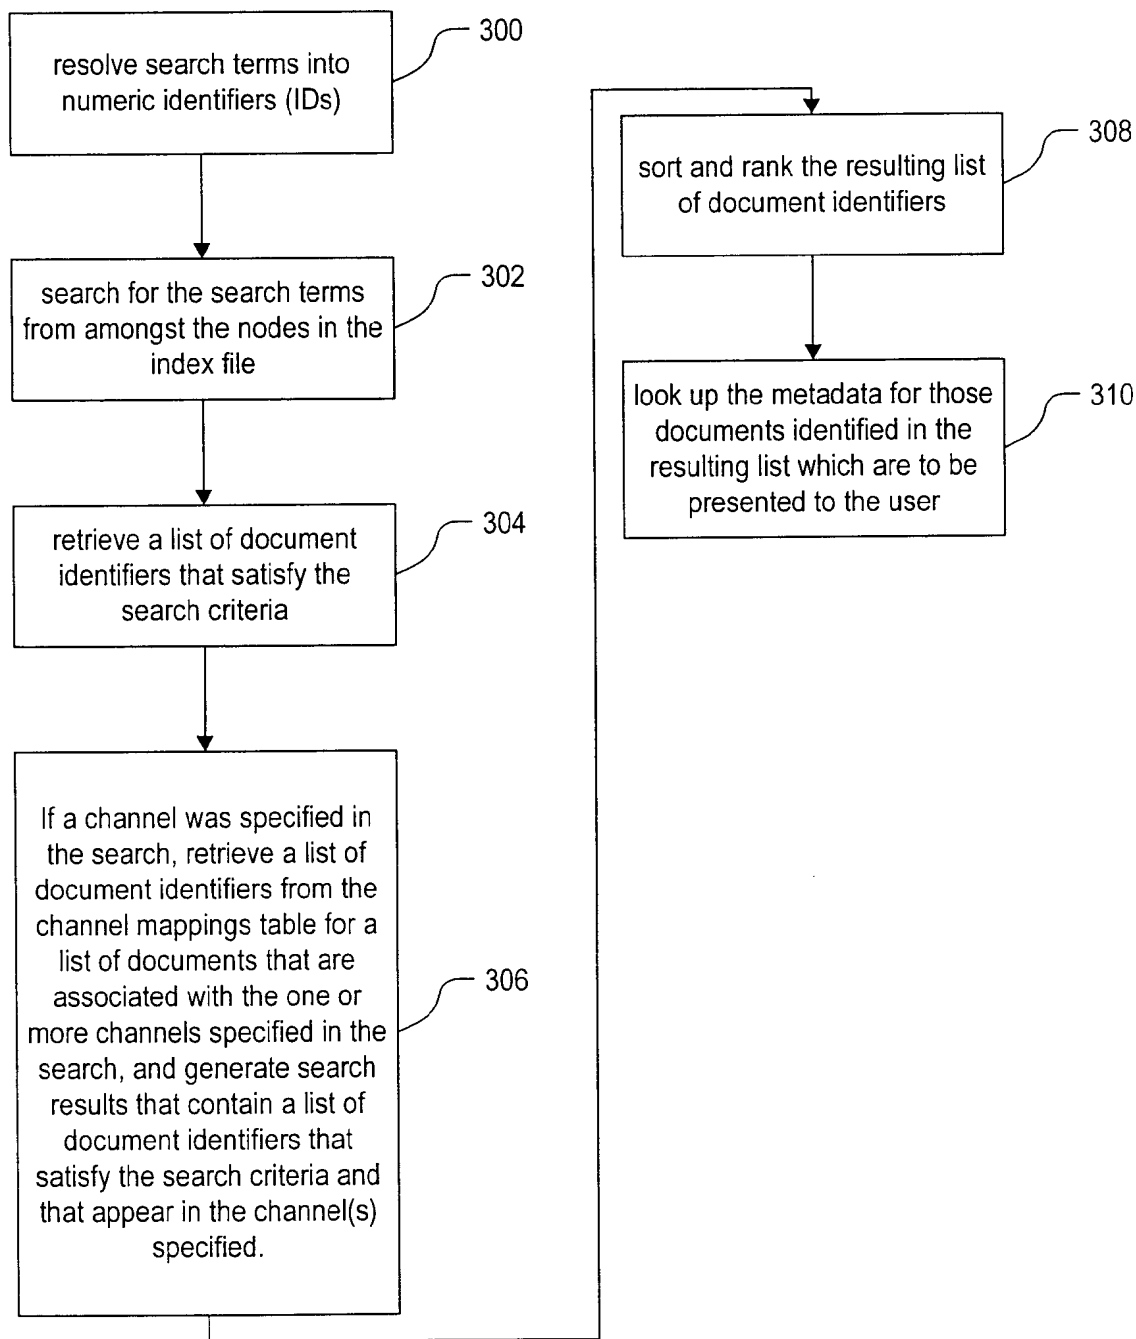 300
resolve search terms into
numeric identifiers (IDs)
302
search for the search terms
from amongst the nodes in the
index file
304
retrieve a list of document
identifiers that satisfy the
search criteria
If a channel was specified in
the search, retrieve a list of
document identifiers from the
channel mappings table for a
list of documents that are
associated with the one or
more channels specified in the
search, and generate search
results that contain a list of
document identifiers that
satisfy the search criteria and
that appear in the channel(s)
specified.
306
308
sort and rank the resulting list
of document identifiers
310
look up the metadata for those
documents identified in the
resulting list which are to be
presented to the user